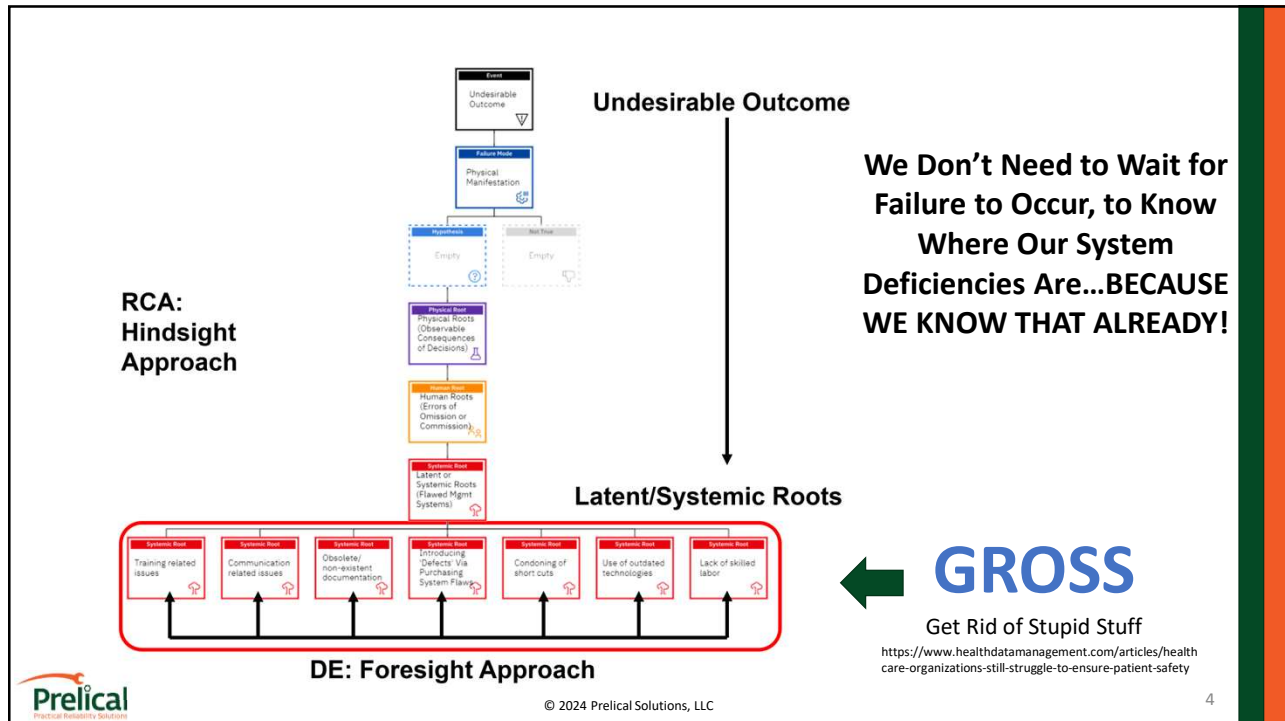 Event
Undesirable
Outcome
Undesirable Outcome
Failure Mode
Physical
Manifestation
We Don't Need to Wait for
Failure to Occur, to Know
Where Our System
Deficiencies Are...BECAUSE
WE KNOW THAT ALREADY!
Hypothesis
Empty
Not True
Empty
RCA:
Hindsight
Approach
Physical Root
Physical Roots
(Observable
Consequences
of Decisions)
Human Root
Human Roots
(Errors of
Omission or
Commission)
Systemic Root
Latent or
Systemic Roots
(Flawed Mgmt
Systems)
Latent/Systemic Roots
Systemic Root
Training related
issues
Systemic Root
Communication
related issues
Systemic Root
Obsolete/
non-existent
documentation
Systemic Root
Introducing
'Defects' Via
Purchasing
System Flaws
Systemic Root
Condoning of
short cuts
Systemic Root
Use of outdated
technologies
Systemic Root
Lack of skilled
labor
GROSS
Get Rid of Stupid Stuff
https://www.healthdatamanagement.com/articles/health
care-organizations-still-struggle-to-ensure-patient-safety
DE: Foresight Approach
Prelical
Practical Reliability Solutions
© 2024 Prelical Solutions, LLC
4